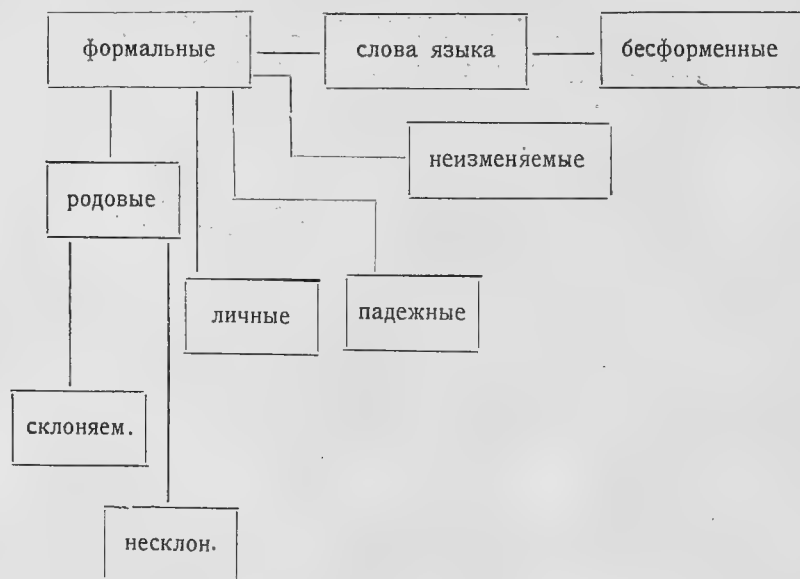 формальные
слова языка
бесформенные
неизменяемые
родовые
личные
падежные
склоняем.
несклон.